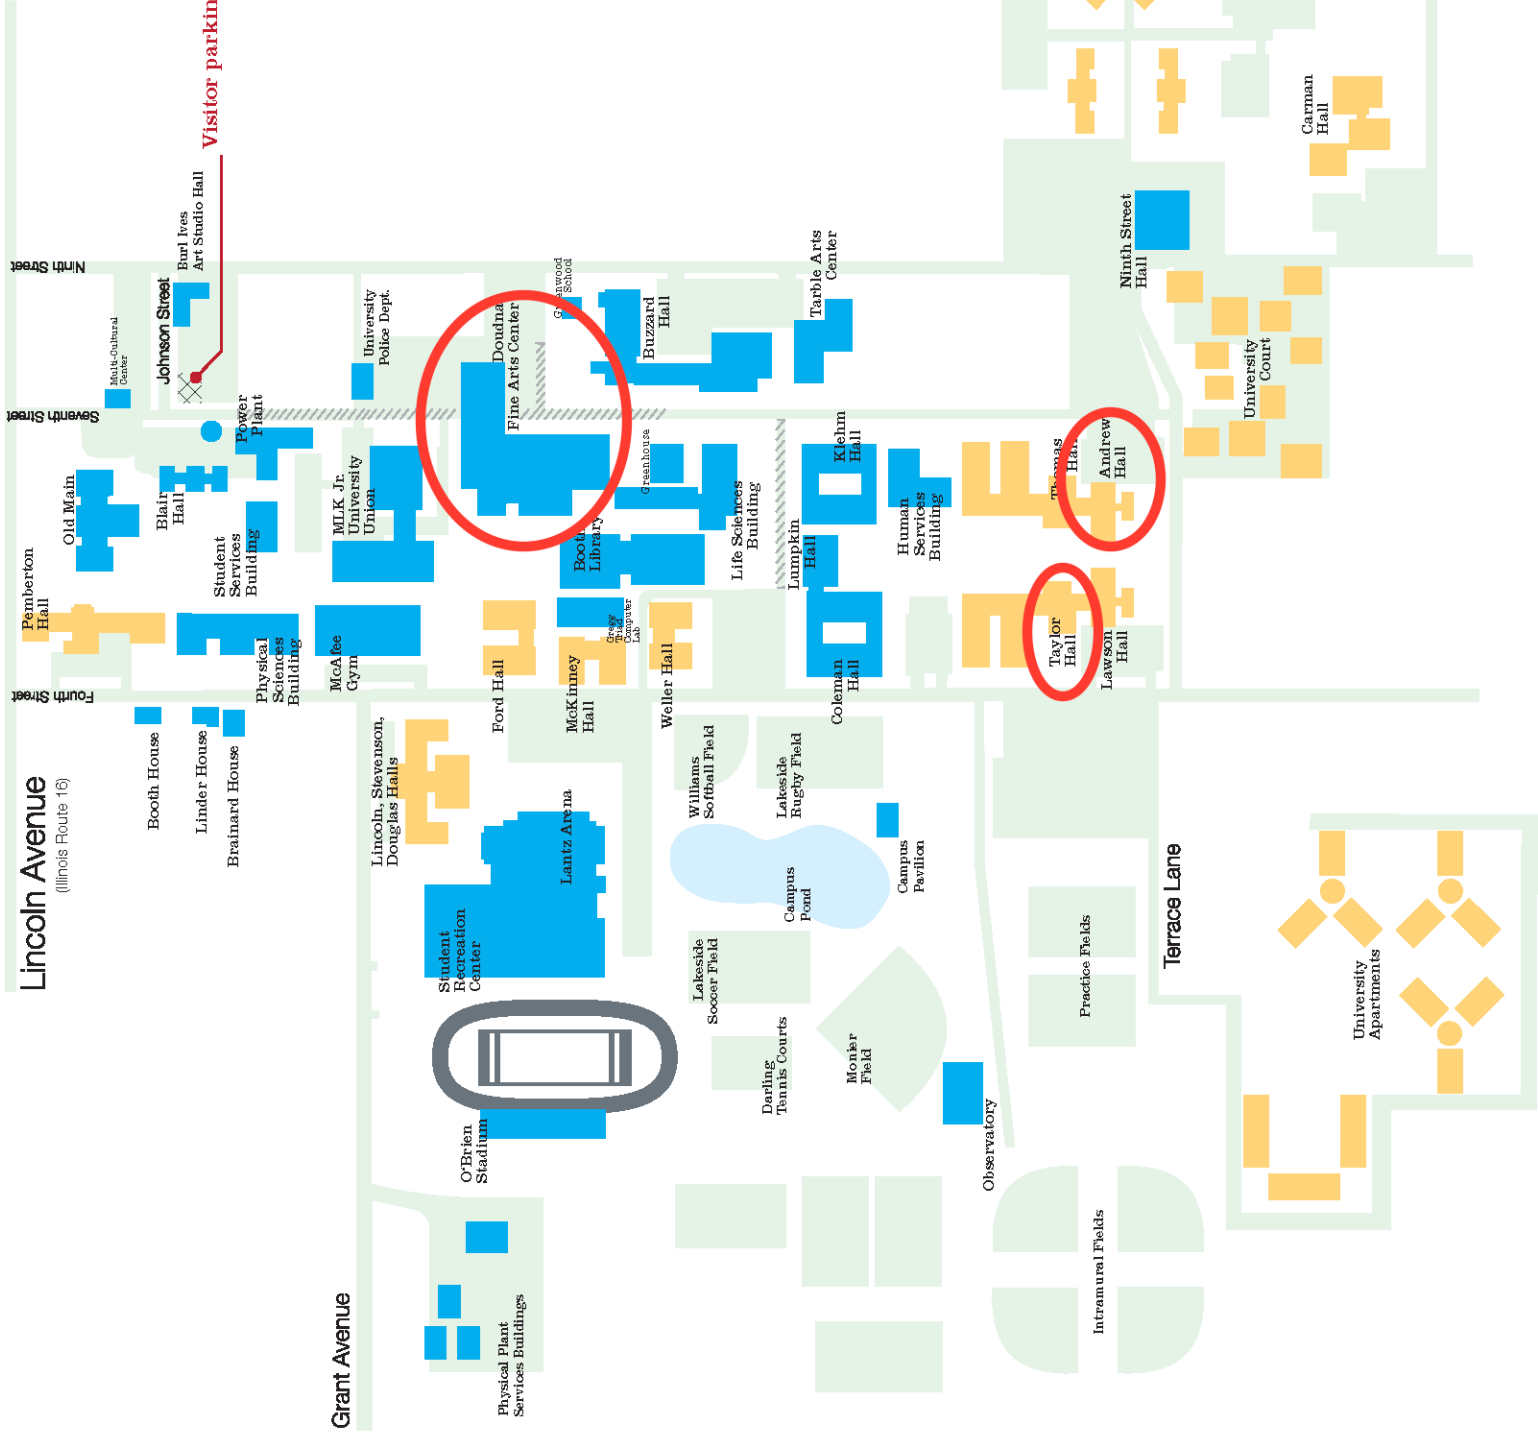 Lincoln Avenue
(Illinois Route 16)
Ninth Street
Seventh Street
Fourth Street
Johnson Street
Grant Avenue
Terrace Lane
Visitor parkin
Burl Ives
Art Studio Hall
Multi-Cultural
Center
Power
Plant
Old Main
Blair
Hall
Pemberton
Hall
Student
Services
Building
Physical
Sciences
Building
Booth House
Linder House
Brainard House
University
Police Dept.
MLK Jr.
University
Union
McAfee
Gym
Doudna
Fine Arts Center
Greenwood
School
Buzzard
Hall
Tarble Arts
Center
Greenhouse
Life Sciences
Building
Booth
Library
Gregg
Triad
Computer
Lab
Ford Hall
McKinney
Hall
Weller Hall
Klehm
Hall
Lumpkin
Hall
Coleman
Hall
Human
Services
Building
Thomas
Hall
Andrew
Hall
Taylor
Hall
Lawson
Hall
Ninth Street
Hall
University
Court
Carman
Hall
Lincoln, Stevenson,
Douglas Halls
Lantz Arena
Student
Recreation
Center
O'Brien
Stadium
Williams
Softball Field
Lakeside
Rugby Field
Campus
Pond
Campus
Pavilion
Lakeside
Soccer Field
Darling
Tennis Courts
Monier
Field
Observatory
Practice Fields
Intramural Fields
University
Apartments
Physical Plant
Services Buildings